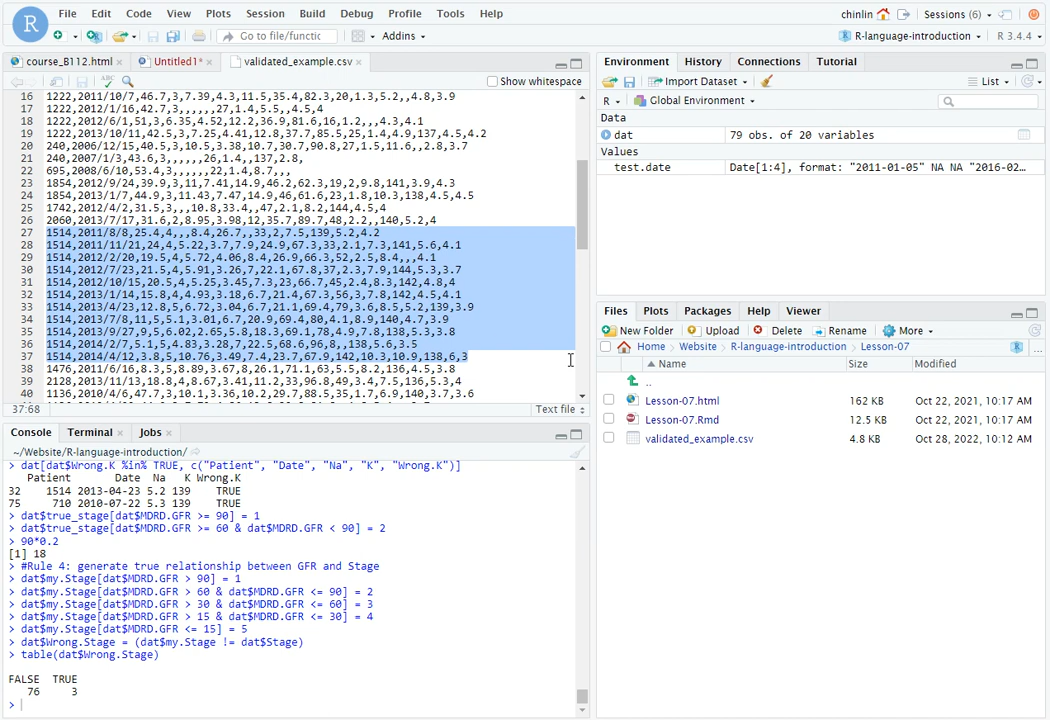 File Edit Code View Plots Session Build Debug Profile Tools Help
chinlin Sessions (6)
R
Go to file/functic Addins
R-language-introduction R 3.4.4
course_B112.html Untitled1* validated_example.csv
Show whitespace
16 1222,2011/10/7,46.7,3,7.39,4.3,11.5,35.4,82.3,20,1.3,5.2,,4.8,3.9
17 1222,2012/1/16,42.7,3,,,,,,27,1.4,5.5,,4.5,4
18 1222,2012/6/1,51,3,6.35,4.52,12.2,36.9,81.6,16,1.2,,,4.3,4.1
19 1222,2013/10/11,42.5,3,7.25,4.41,12.8,37.7,85.5,25,1.4,4.9,137,4.5,4.2
20 240,2006/12/15,40.5,3,10.5,3.38,10.7,30.7,90.8,27,1.5,11.6,,2.8,3.7
21 240,2007/1/3,43.6,3,,,,,,26,1.4,,137,2.8,
22 695,2008/6/10,53.4,3,,,,,,22,1.4,8.7,,,
23 1854,2012/9/24,39.9,3,11,7.41,14.9,46.2,62.3,19,2,9.8,141,3.9,4.3
24 1854,2013/1/7,44.9,3,11.43,7.47,14.9,46,61.6,23,1.8,10.3,138,4.5,4.5
25 1742,2012/4/2,31.5,3,,,10.8,33.4,,47,2.1,8.2,144,4.5,4
26 2060,2013/7/17,31.6,2,8.95,3.98,12,35.7,89.7,48,2.2,,140,5.2,4
27 1514,2011/8/8,25.4,4,,,8.4,26.7,,33,2,7.5,139,5.2,4.2
28 1514,2011/11/21,24,4,5.22,3.7,7.9,24.9,67.3,33,2.1,7.3,141,5.6,4.1
29 1514,2012/2/20,19.5,4,5.72,4.06,8.4,26.9,66.3,52,2.5,8.4,,,4.1
30 1514,2012/7/23,21.5,4,5.91,3.26,7,22.1,67.8,37,2.3,7.9,144,5.3,3.7
31 1514,2012/10/15,20.5,4,5.25,3.45,7.3,23,66.7,45,2.4,8.3,142,4.8,4
32 1514,2013/1/14,15.8,4,4.93,3.18,6.7,21.4,67.3,56,3,7.8,142,4.5,4.1
33 1514,2013/4/23,12.8,5,6.72,3.04,6.7,21.1,69.4,79,3.6,8.5,5.2,139,3.9
34 1514,2013/7/8,11,5,5.1,3.01,6.7,20.9,69.4,80,4.1,8.9,140,4.7,3.9
35 1514,2013/9/27,9,5,6.02,2.65,5.8,18.3,69.1,78,4.9,7.8,138,5.3,3.8
36 1514,2014/2/7,5.1,5,4.83,3.28,7,22.5,68.6,96,8,,138,5.6,3.5
37 1514,2014/4/12,3.8,5,10.76,3.49,7.4,23.7,67.9,142,10.3,10.9,138,6,3
38 1476,2011/6/16,8.3,5,8.89,3.67,8,26.1,71.1,63,5.5,8.2,136,4.5,3.8
39 2128,2013/11/13,18.8,4,8.67,3.41,11.2,33,96.8,49,3.4,7.5,136,5.3,4
40 1136,2010/4/6,47.7,3,10.1,3.36,10.2,29.7,88.5,35,1.7,6.9,140,3.7,3.6
37:68 Text file
Console Terminal Jobs
~/Website/R-language-introduction/
> dat[dat$Wrong.K %in% TRUE, c("Patient", "Date", "Na", "K", "Wrong.K")]
Patient Date Na K Wrong.K
32 1514 2013-04-23 5.2 139 TRUE
75 710 2010-07-22 5.3 139 TRUE
> dat$true_stage[dat$MDRD.GFR >= 90] = 1
> dat$true_stage[dat$MDRD.GFR >= 60 & dat$MDRD.GFR < 90] = 2
> 90*0.2
[1] 18
> #Rule 4: generate true relationship between GFR and Stage
> dat$my.Stage[dat$MDRD.GFR > 90] = 1
> dat$my.Stage[dat$MDRD.GFR > 60 & dat$MDRD.GFR <= 90] = 2
> dat$my.Stage[dat$MDRD.GFR > 30 & dat$MDRD.GFR <= 60] = 3
> dat$my.Stage[dat$MDRD.GFR > 15 & dat$MDRD.GFR <= 30] = 4
> dat$my.Stage[dat$MDRD.GFR <= 15] = 5
> dat$Wrong.Stage = (dat$my.Stage != dat$Stage)
> table(dat$Wrong.Stage)
FALSE TRUE
76 3
>
Environment History Connections Tutorial
Import Dataset List
R Global Environment
Data
dat 79 obs. of 20 variables
Values
test.date Date[1:4], format: "2011-01-05" NA NA "2016-02…
Files Plots Packages Help Viewer
New Folder Upload Delete Rename More
Home Website R-language-introduction Lesson-07
Name Size Modified
..
Lesson-07.html 162 KB Oct 22, 2021, 10:17 AM
Lesson-07.Rmd 12.5 KB Oct 22, 2021, 10:17 AM
validated_example.csv 4.8 KB Oct 28, 2022, 10:12 AM